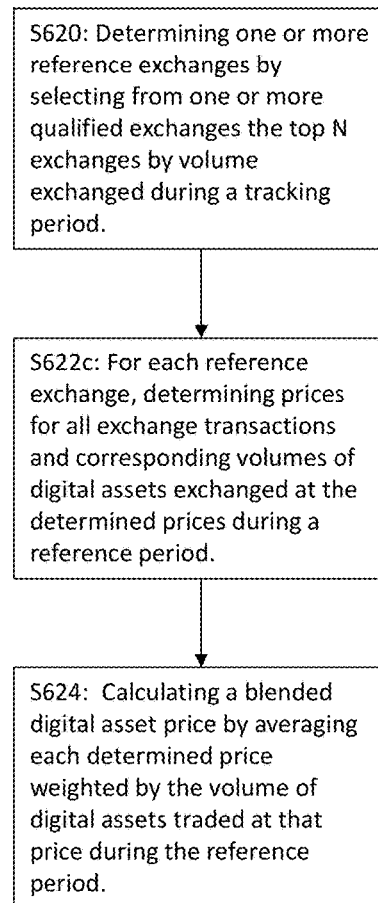 S620: Determining one or more
reference exchanges by
selecting from one or more
qualified exchanges the top N
exchanges by volume
exchanged during a tracking
period.
S622c: For each reference
exchange, determining prices
for all exchange transactions
and corresponding volumes of
digital assets exchanged at the
determined prices during a
reference period.
S624:  Calculating a blended
digital asset price by averaging
each determined price
weighted by the volume of
digital assets traded at that
price during the reference
period.